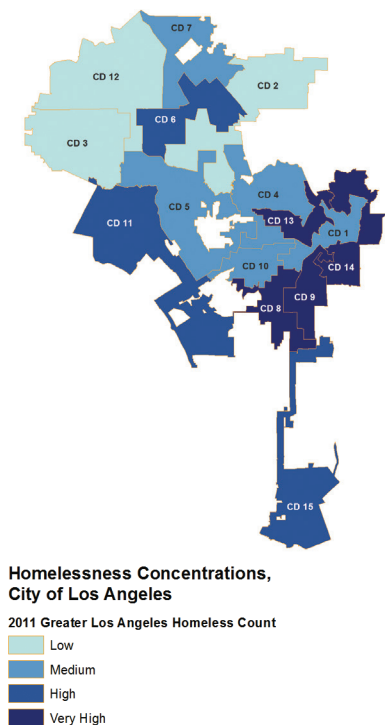 CD 7
CD 12
CD 2
CD 6
CD 3
CD 4
CD 5
CD 13
CD 11
CD 1
CD 10
CD 14
CD 9
CD 8
CD 15
Homelessness Concentrations,
City of Los Angeles
2011 Greater Los Angeles Homeless Count
Low
Medium
High
Very High